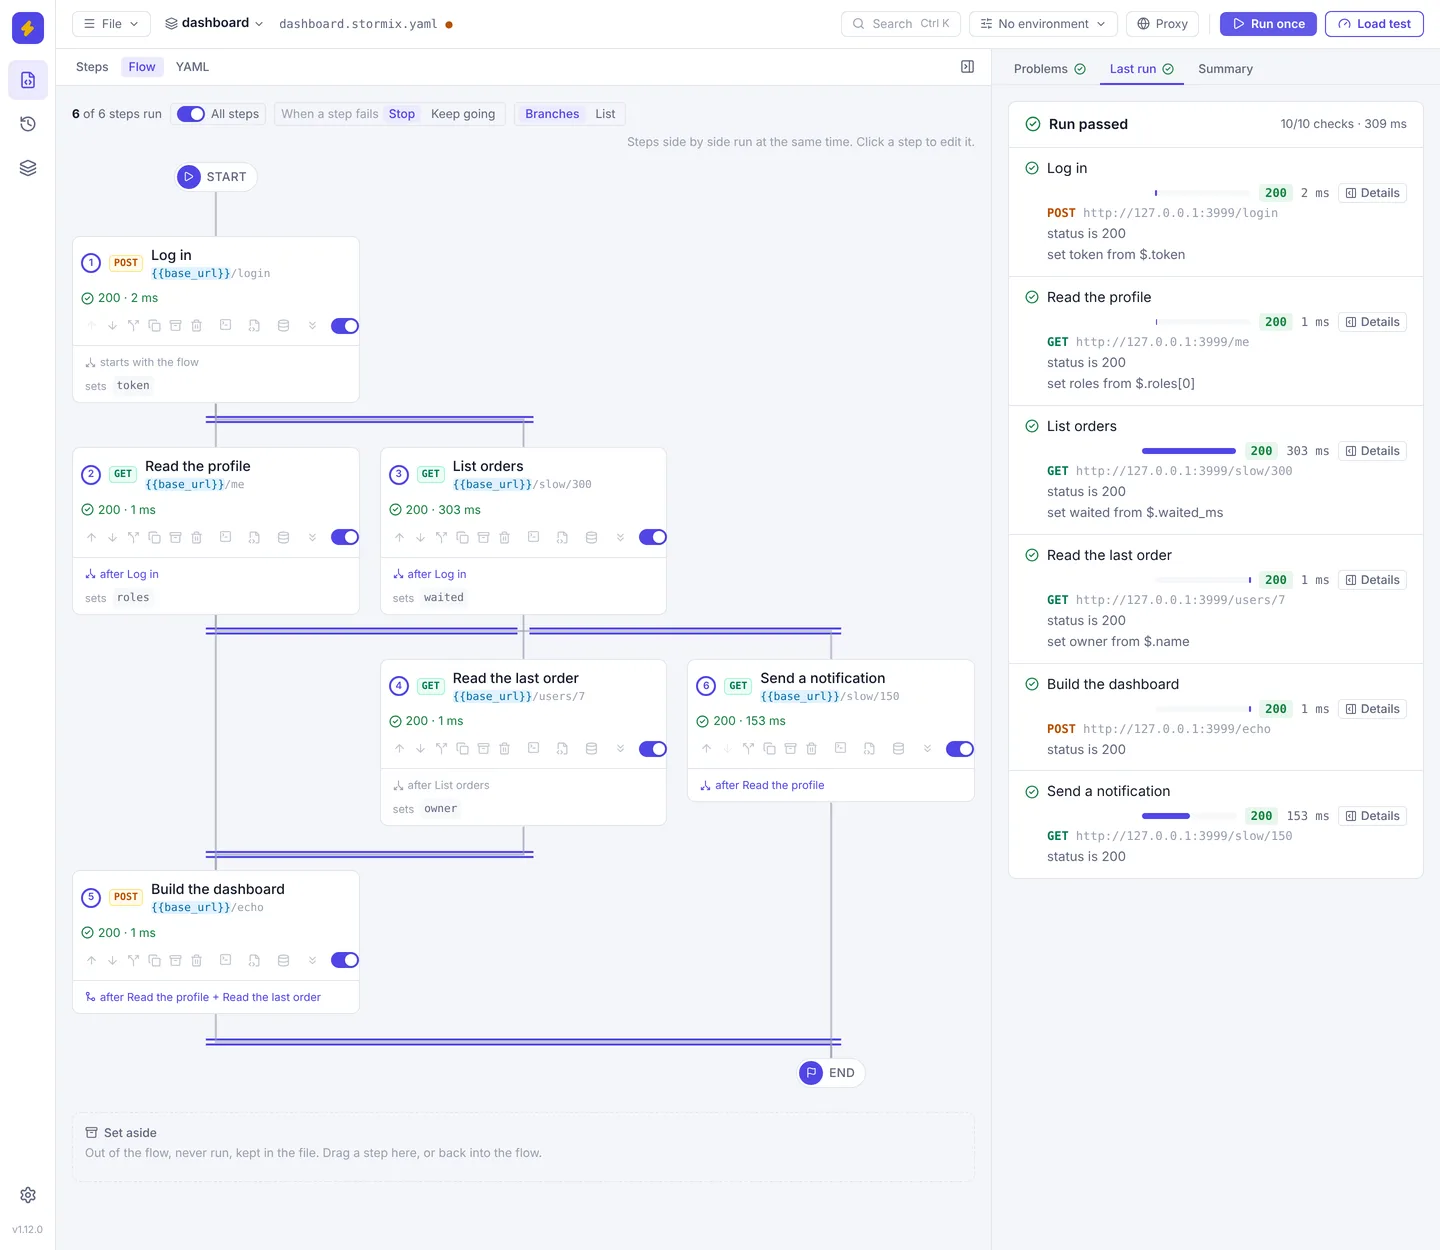 File
dashboard
dashboard.stormix.yaml
Search Ctrl K
No environment
Proxy
Run once
Load test
Steps Flow YAML
Problems Last run Summary
6 of 6 steps run
All steps
When a step fails Stop Keep going
Branches List
Steps side by side run at the same time. Click a step to edit it.
START
1 POST Log in
{{base_url}}/login
200 · 2 ms
starts with the flow
sets token
2 GET Read the profile
{{base_url}}/me
200 · 1 ms
after Log in
sets roles
3 GET List orders
{{base_url}}/slow/300
200 · 303 ms
after Log in
sets waited
4 GET Read the last order
{{base_url}}/users/7
200 · 1 ms
after List orders
sets owner
6 GET Send a notification
{{base_url}}/slow/150
200 · 153 ms
after Read the profile
5 POST Build the dashboard
{{base_url}}/echo
200 · 1 ms
after Read the profile + Read the last order
END
Set aside
Out of the flow, never run, kept in the file. Drag a step here, or back into the flow.
v1.12.0
Run passed 10/10 checks · 309 ms
Log in
200 2 ms Details
POST http://127.0.0.1:3999/login
status is 200
set token from $.token
Read the profile
200 1 ms Details
GET http://127.0.0.1:3999/me
status is 200
set roles from $.roles[0]
List orders
200 303 ms Details
GET http://127.0.0.1:3999/slow/300
status is 200
set waited from $.waited_ms
Read the last order
200 1 ms Details
GET http://127.0.0.1:3999/users/7
status is 200
set owner from $.name
Build the dashboard
200 1 ms Details
POST http://127.0.0.1:3999/echo
status is 200
Send a notification
200 153 ms Details
GET http://127.0.0.1:3999/slow/150
status is 200